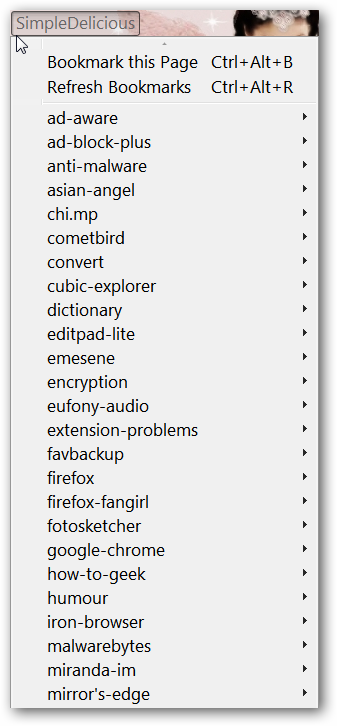 SimpleDelicious
Bookmark this Page Ctrl+Alt+B
Refresh Bookmarks Ctrl+Alt+R
ad-aware
ad-block-plus
anti-malware
asian-angel
chi.mp
cometbird
convert
cubic-explorer
dictionary
editpad-lite
emesene
encryption
eufony-audio
extension-problems
favbackup
firefox
firefox-fangirl
fotosketcher
google-chrome
how-to-geek
humour
iron-browser
malwarebytes
miranda-im
mirror's-edge